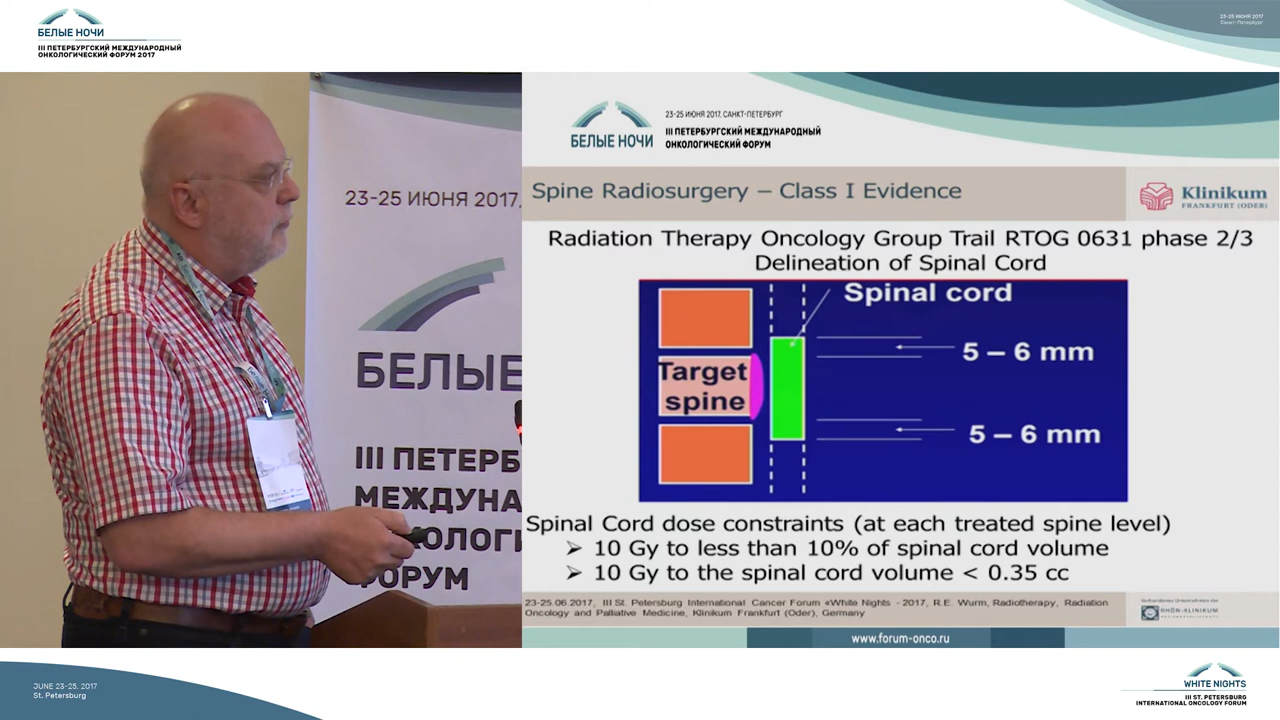 БЕЛЫЕ НОЧИ
III ПЕТЕРБУРГСКИЙ МЕЖДУНАРОДНЫЙ
ОНКОЛОГИЧЕСКИЙ ФОРУМ 2017
23-25 ИЮНЯ 2017
Санкт-Петербург
23-25 ИЮНЯ 2017.
БЕЛЫЕ
III ПЕТЕРБ
МЕЖДУНА
КОЛОГИ
ФОРУМ
БЕЛЫЕ НОЧИ
23-25 ИЮНЯ 2017, САНКТ-ПЕТЕРБУРГ
III ПЕТЕРБУРГСКИЙ МЕЖДУНАРОДНЫЙ
ОНКОЛОГИЧЕСКИЙ ФОРУМ
Spine Radiosurgery – Class I Evidence
Klinikum
FRANKFURT (ODER)
Radiation Therapy Oncology Group Trail RTOG 0631 phase 2/3
Delineation of Spinal Cord
Spinal cord
5 – 6 mm
Target
spine
5 – 6 mm
Spinal Cord dose constraints (at each treated spine level)
➢ 10 Gy to less than 10% of spinal cord volume
➢ 10 Gy to the spinal cord volume < 0.35 cc
23-25.06.2017, III St. Petersburg International Cancer Forum «White Nights - 2017, R.E. Wurm, Radiotherapy, Radiation
Oncology and Palliative Medicine, Klinikum Frankfurt (Oder), Germany
RHÖN-KLINIKUM
www.forum-onco.ru
JUNE 23-25, 2017
St. Petersburg
WHITE NIGHTS
III ST. PETERSBURG
INTERNATIONAL ONCOLOGY FORUM